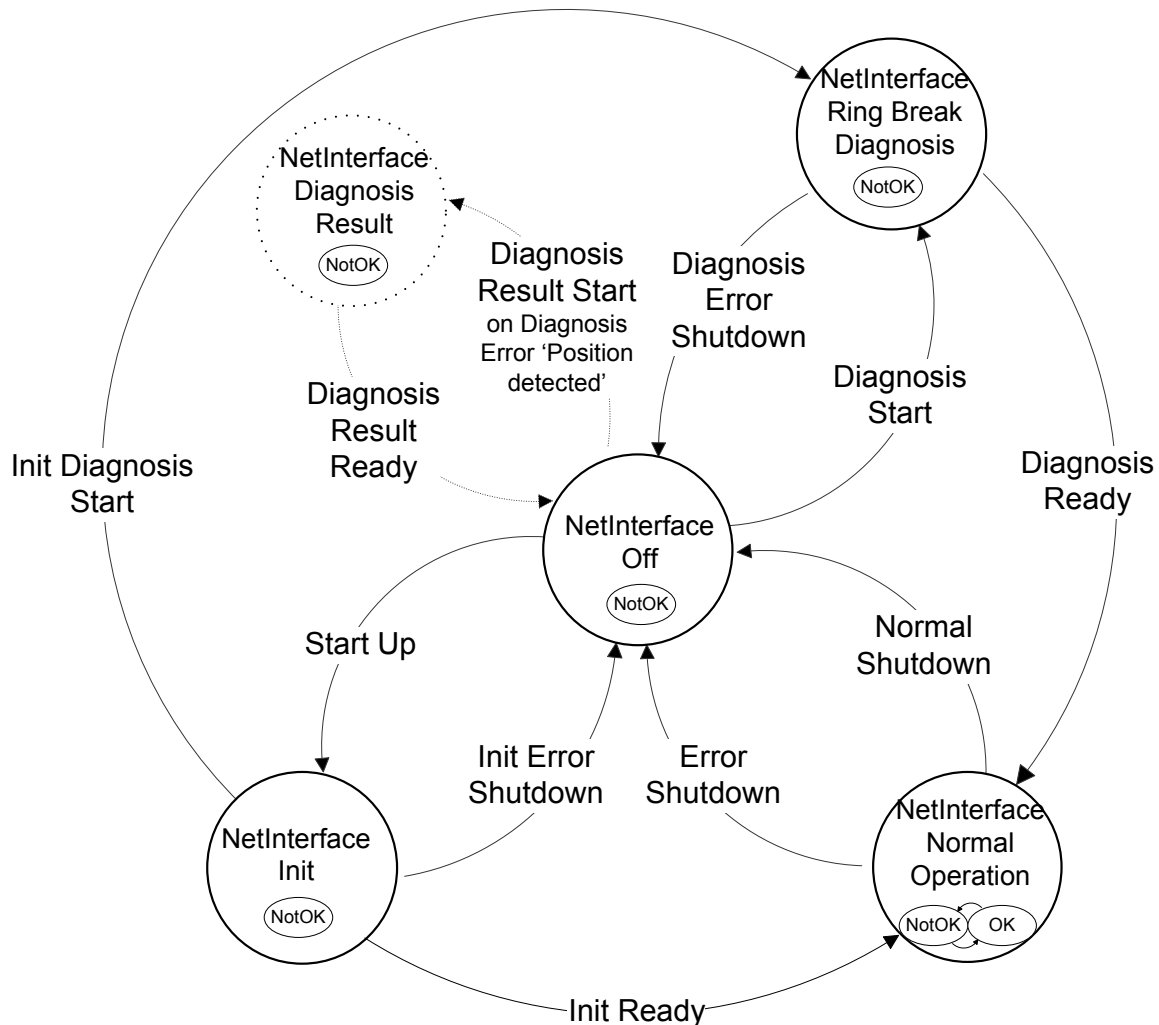 NetInterface
Ring Break
Diagnosis
NotOK
NetInterface
Diagnosis
Result
NotOK
Diagnosis
Result Start
on Diagnosis
Error ‘Position
detected’
Diagnosis
Error
Shutdown
Diagnosis
Start
Diagnosis
Result
Ready
Init Diagnosis
Start
Diagnosis
Ready
NetInterface
Off
NotOK
Start Up
Normal
Shutdown
Init Error
Shutdown
Error
Shutdown
NetInterface
Init
NotOK
NetInterface
Normal
Operation
NotOK
OK
Init Ready